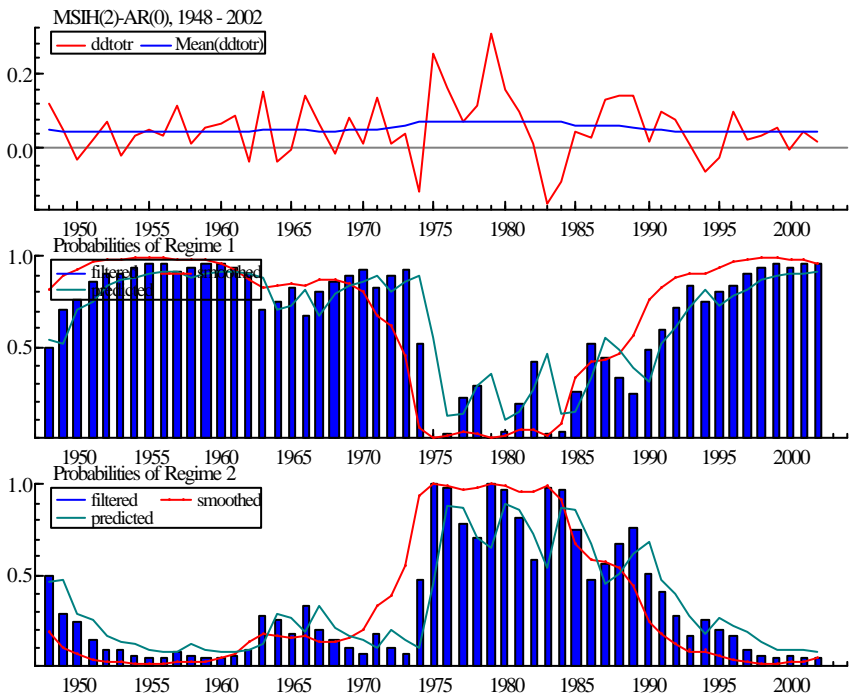 MSIH(2)-AR(0), 1948 - 2002
ddtotr Mean(ddtotr)
0.2
0.0
1950 1955 1960 1965 1970 1975 1980 1985 1990 1995 2000
Probabilities of Regime 1
1.0
filtered smoothed
predicted
0.5
1950 1955 1960 1965 1970 1975 1980 1985 1990 1995 2000
Probabilities of Regime 2
1.0
filtered smoothed
predicted
0.5
1950 1955 1960 1965 1970 1975 1980 1985 1990 1995 2000